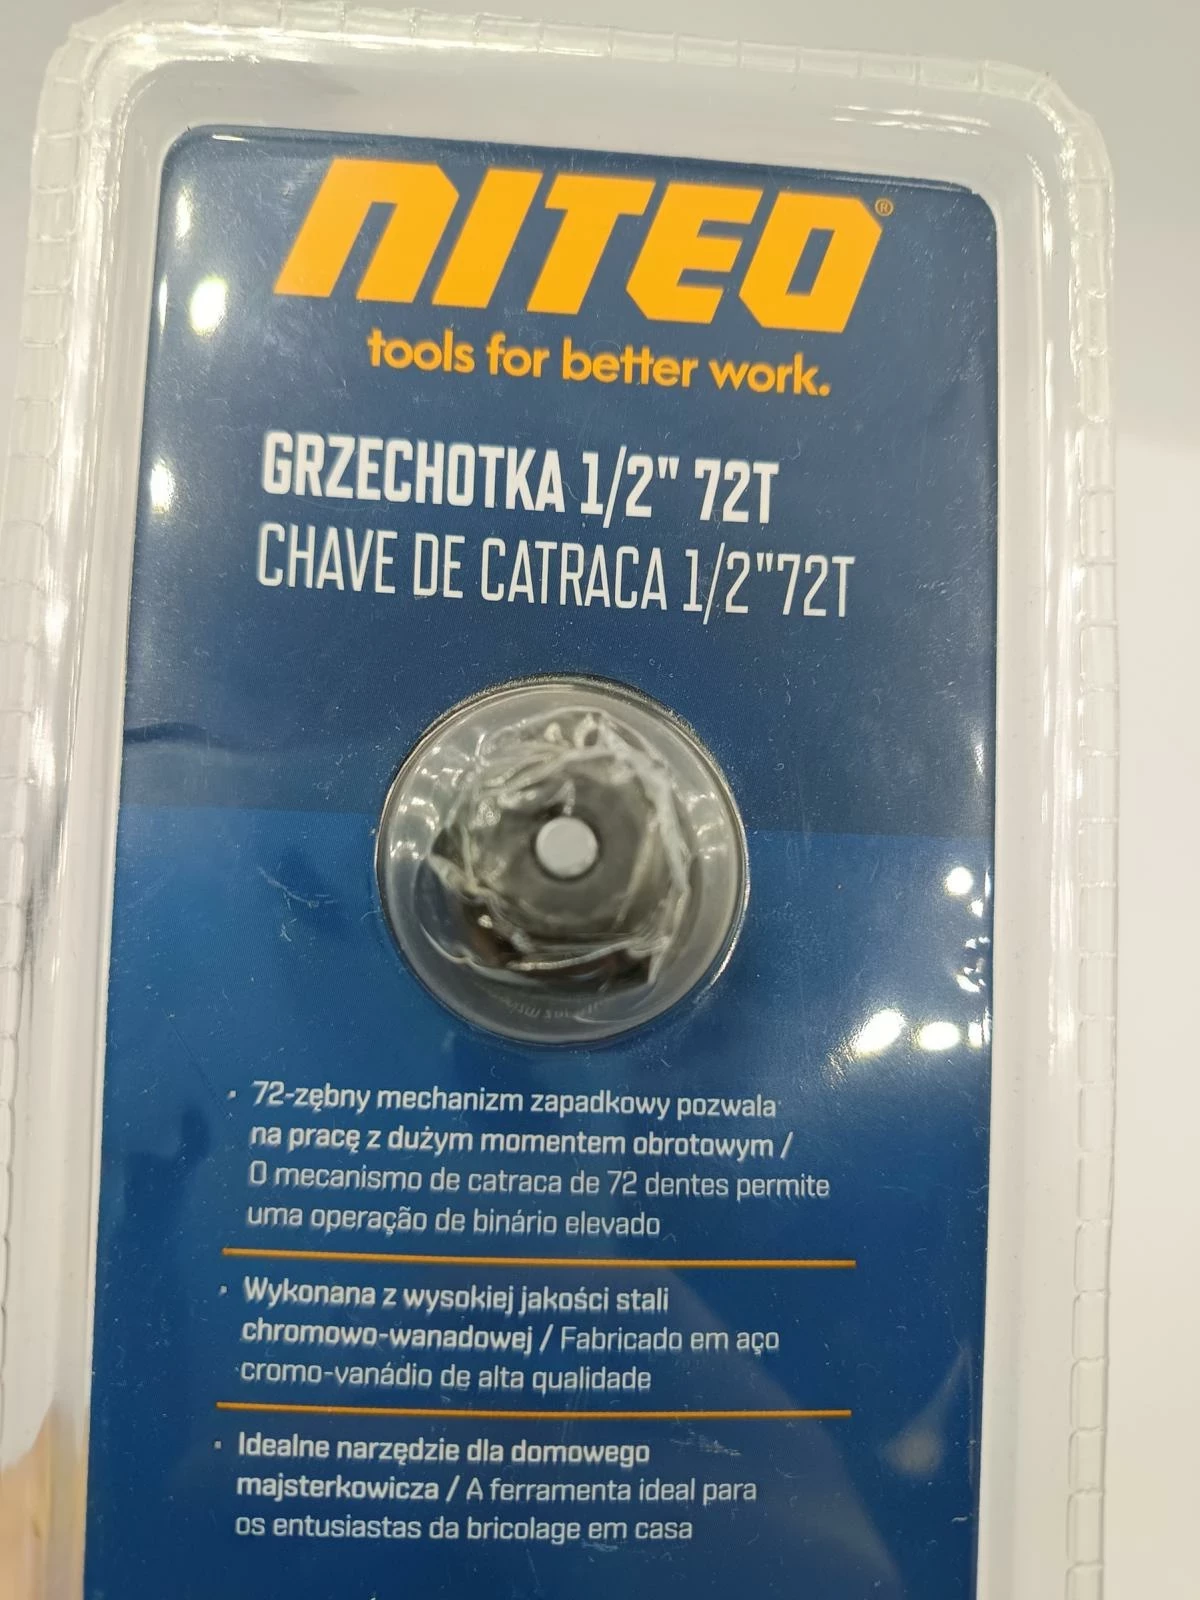 NITEO®
tools for better work.
GRZECHOTKA 1/2" 72T
CHAVE DE CATRACA 1/2"72T
· 72-zębny mechanizm zapadkowy pozwala
na pracę z dużym momentem obrotowym /
O mecanismo de catraca de 72 dentes permite
uma operação de binário elevado
· Wykonana z wysokiej jakości stali
chromowo-wanadowej / Fabricado em aço
cromo-vanádio de alta qualidade
· Idealne narzędzie dla domowego
majsterkowicza / A ferramenta ideal para
os entusiastas da bricolage em casa